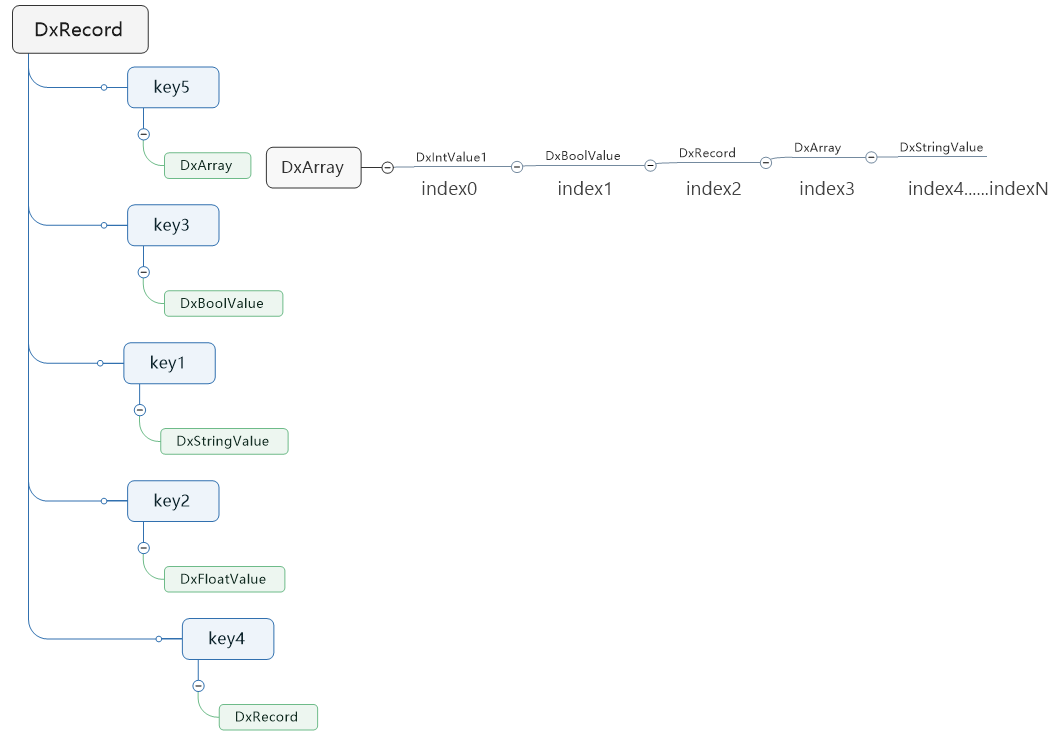 DxRecord
key5
DxArray
DxArray
DxIntValue1
DxBoolValue
DxRecord
DxArray
DxStringValue
index0
index1
index2
index3
index4......indexN
key3
DxBoolValue
key1
DxStringValue
key2
DxFloatValue
key4
DxRecord